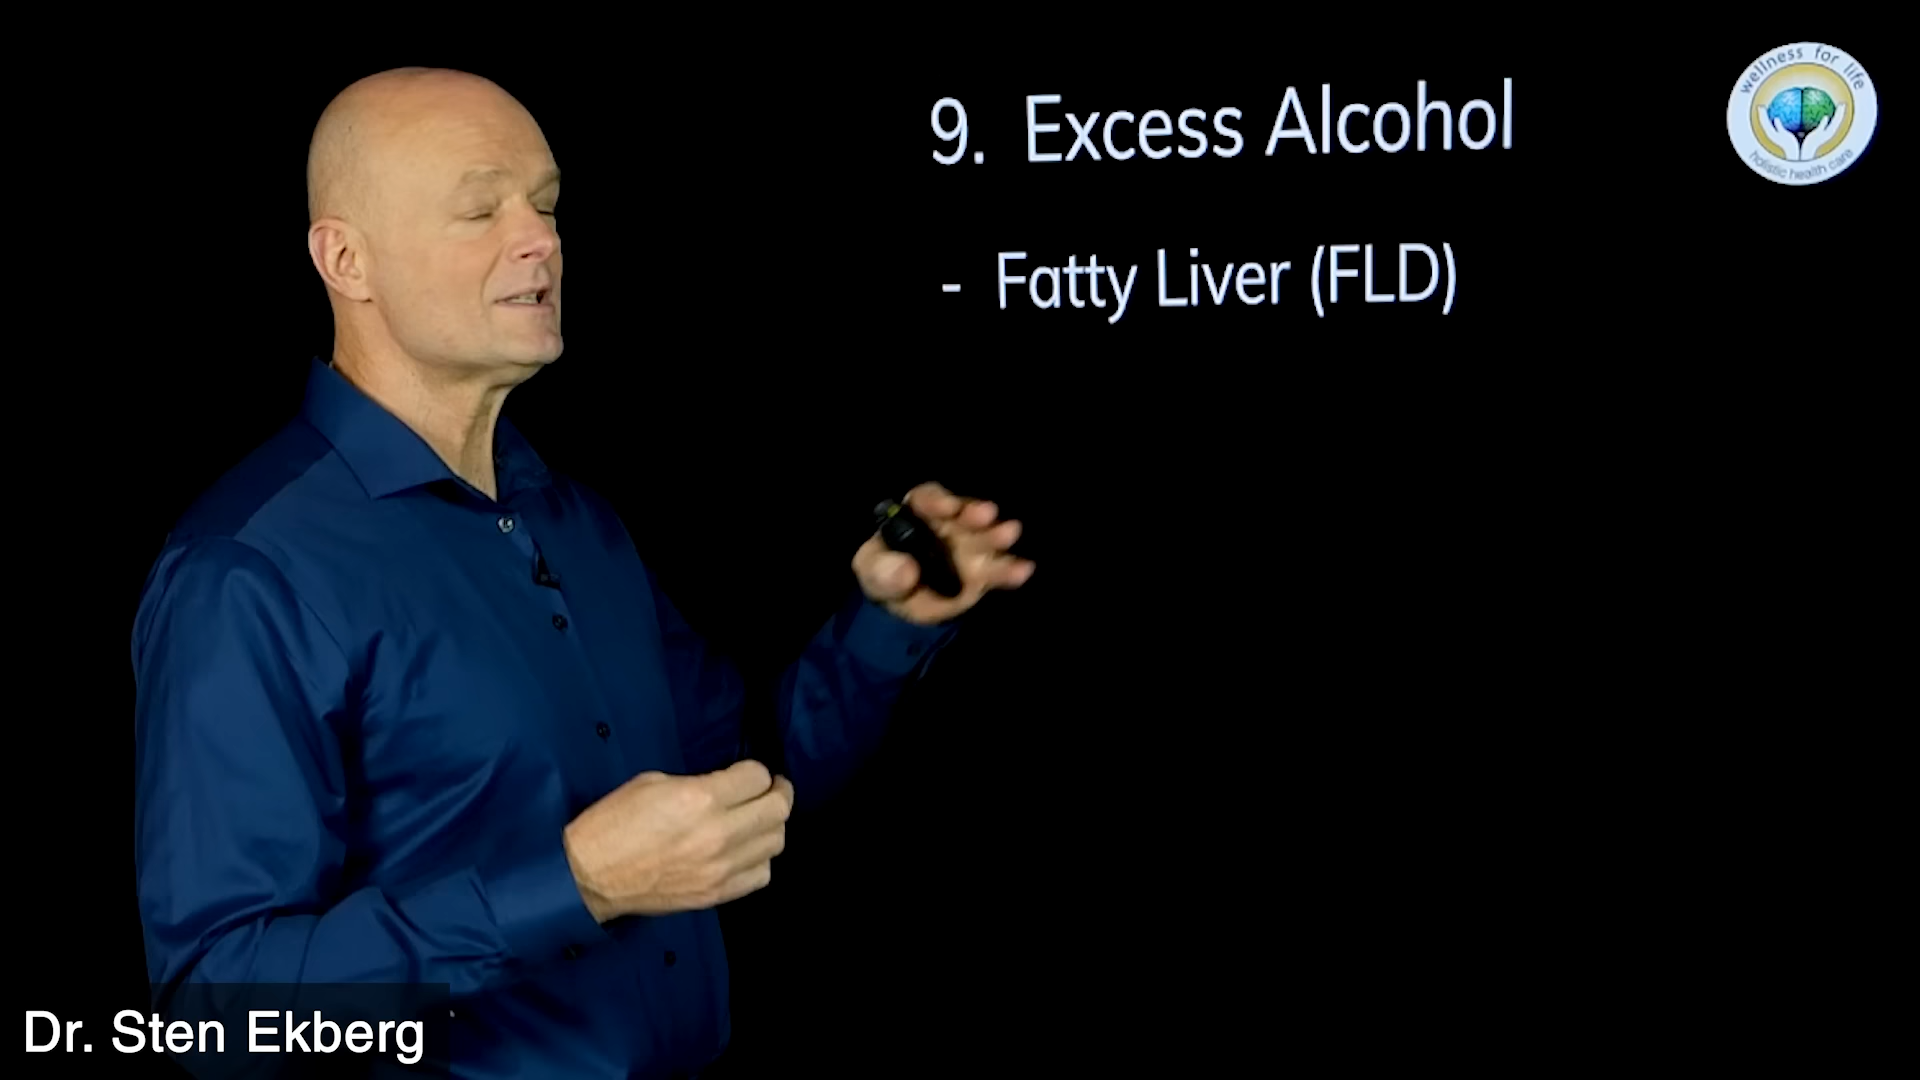 9. Excess Alcohol
- Fatty Liver (FLD)
wellness for life
holistic health care
Dr. Sten Ekberg